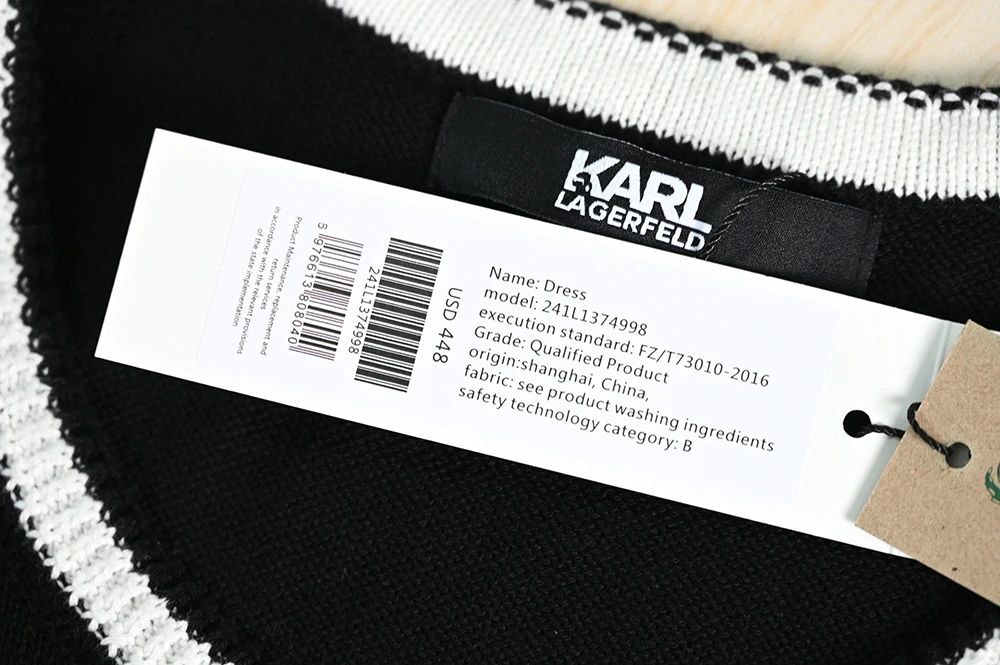 KARL
LAGERFELD
Name: Dress
model: 241L1374998
execution standard: FZ/T73010-2016
Grade: Qualified Product
origin:shanghai, China,
fabric: see product washing ingredients
safety technology category: B
USD 448
241L1374998
5 976613 808040
Product Maintenance, replacement and
return services
in accordance with the relevant provisions
of the state implementation